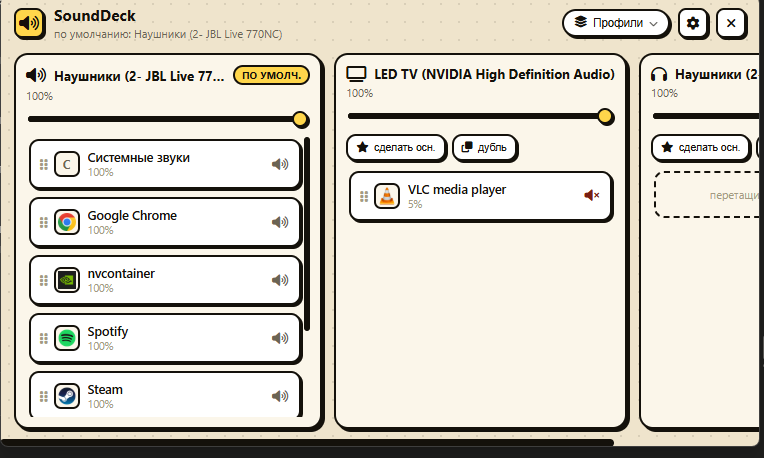 SoundDeck
по умолчанию: Наушники (2- JBL Live 770NC)
Профили
Наушники (2- JBL Live 77...
ПО УМОЛЧ.
100%
С
Системные звуки
100%
Google Chrome
100%
nvcontainer
100%
Spotify
100%
Steam
100%
LED TV (NVIDIA High Definition Audio)
100%
сделать осн.
дубль
VLC media player
5%
Наушники (2
100%
сделать осн.
перетащи